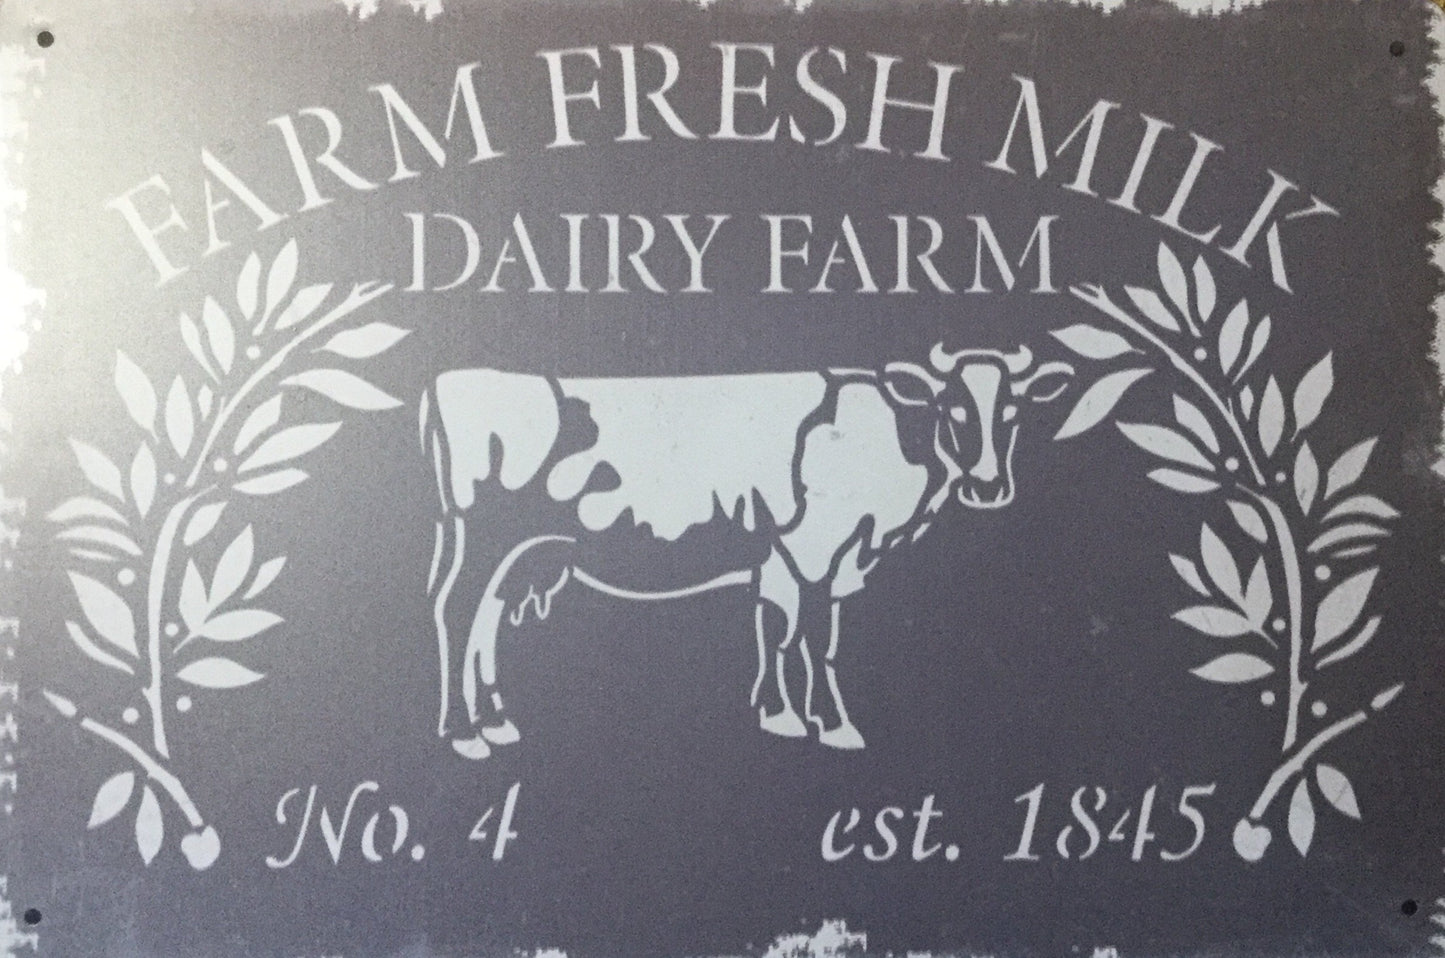 FARM FRESH MILK
DAIRY FARM
No. 4
est. 1845